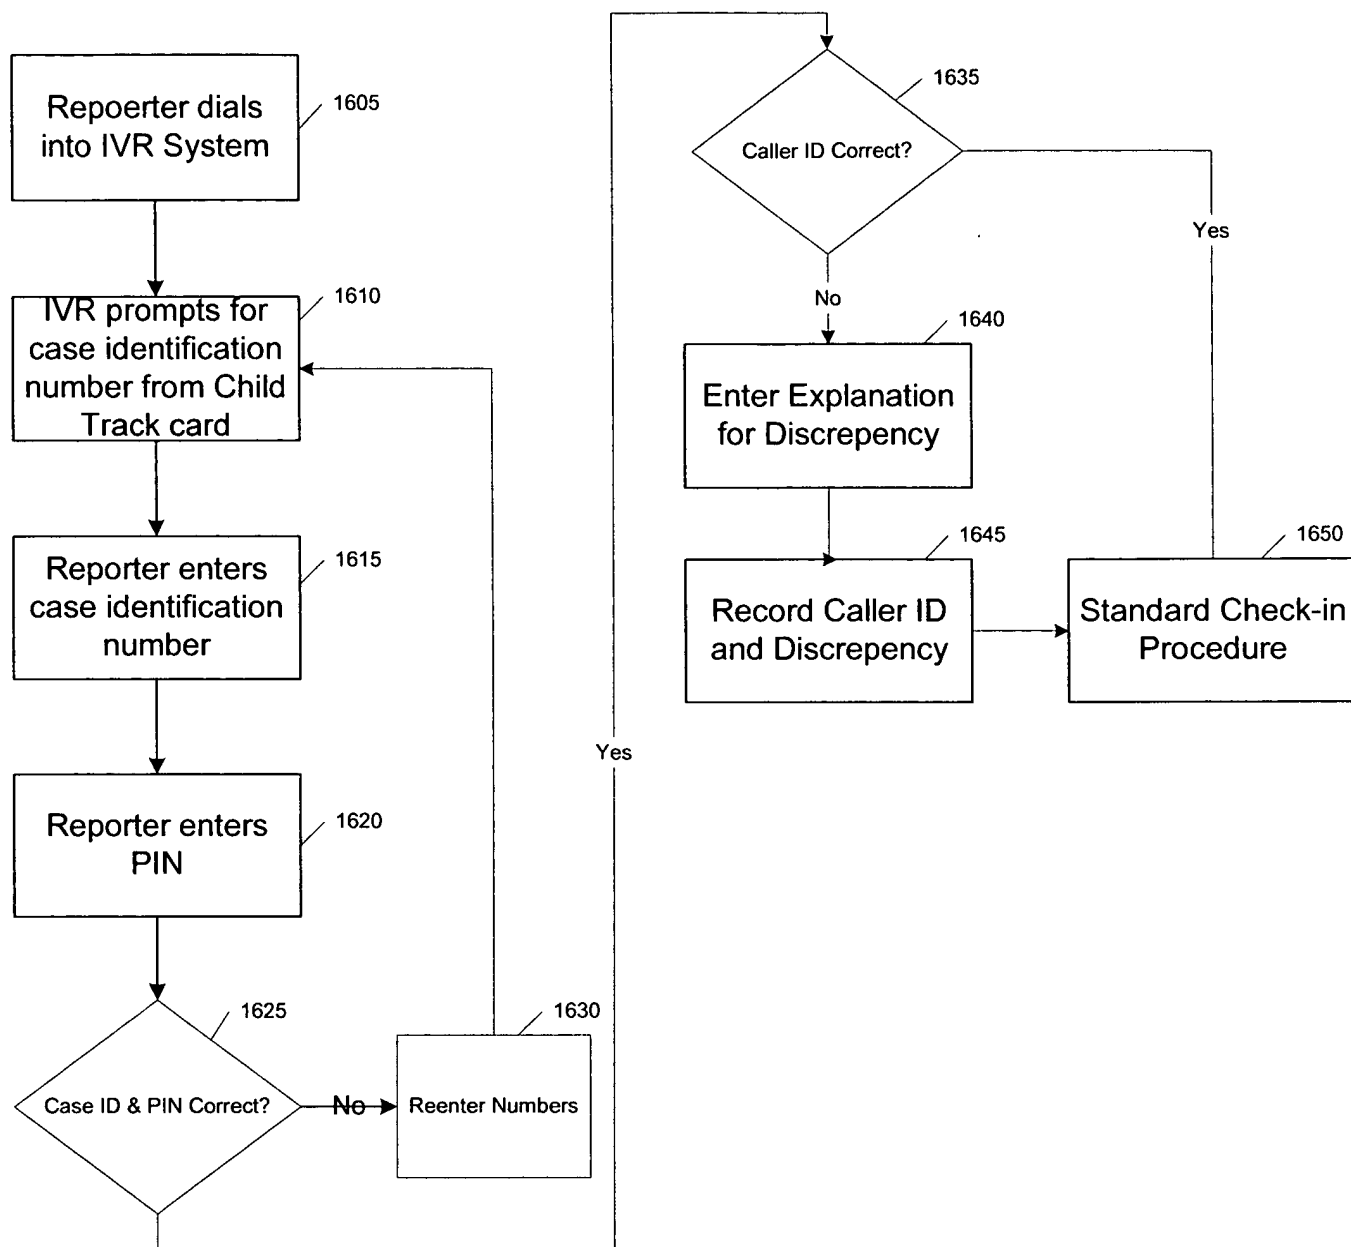 Repoerter dials
into IVR System
1605
IVR prompts for
case identification
number from Child
Track card
1610
Reporter enters
case identification
number
1615
Reporter enters
PIN
1620
Case ID & PIN Correct?
1625
No
Reenter Numbers
1630
Yes
Caller ID Correct?
1635
Yes
No
Enter Explanation
for Discrepency
1640
Record Caller ID
and Discrepency
1645
Standard Check-in
Procedure
1650